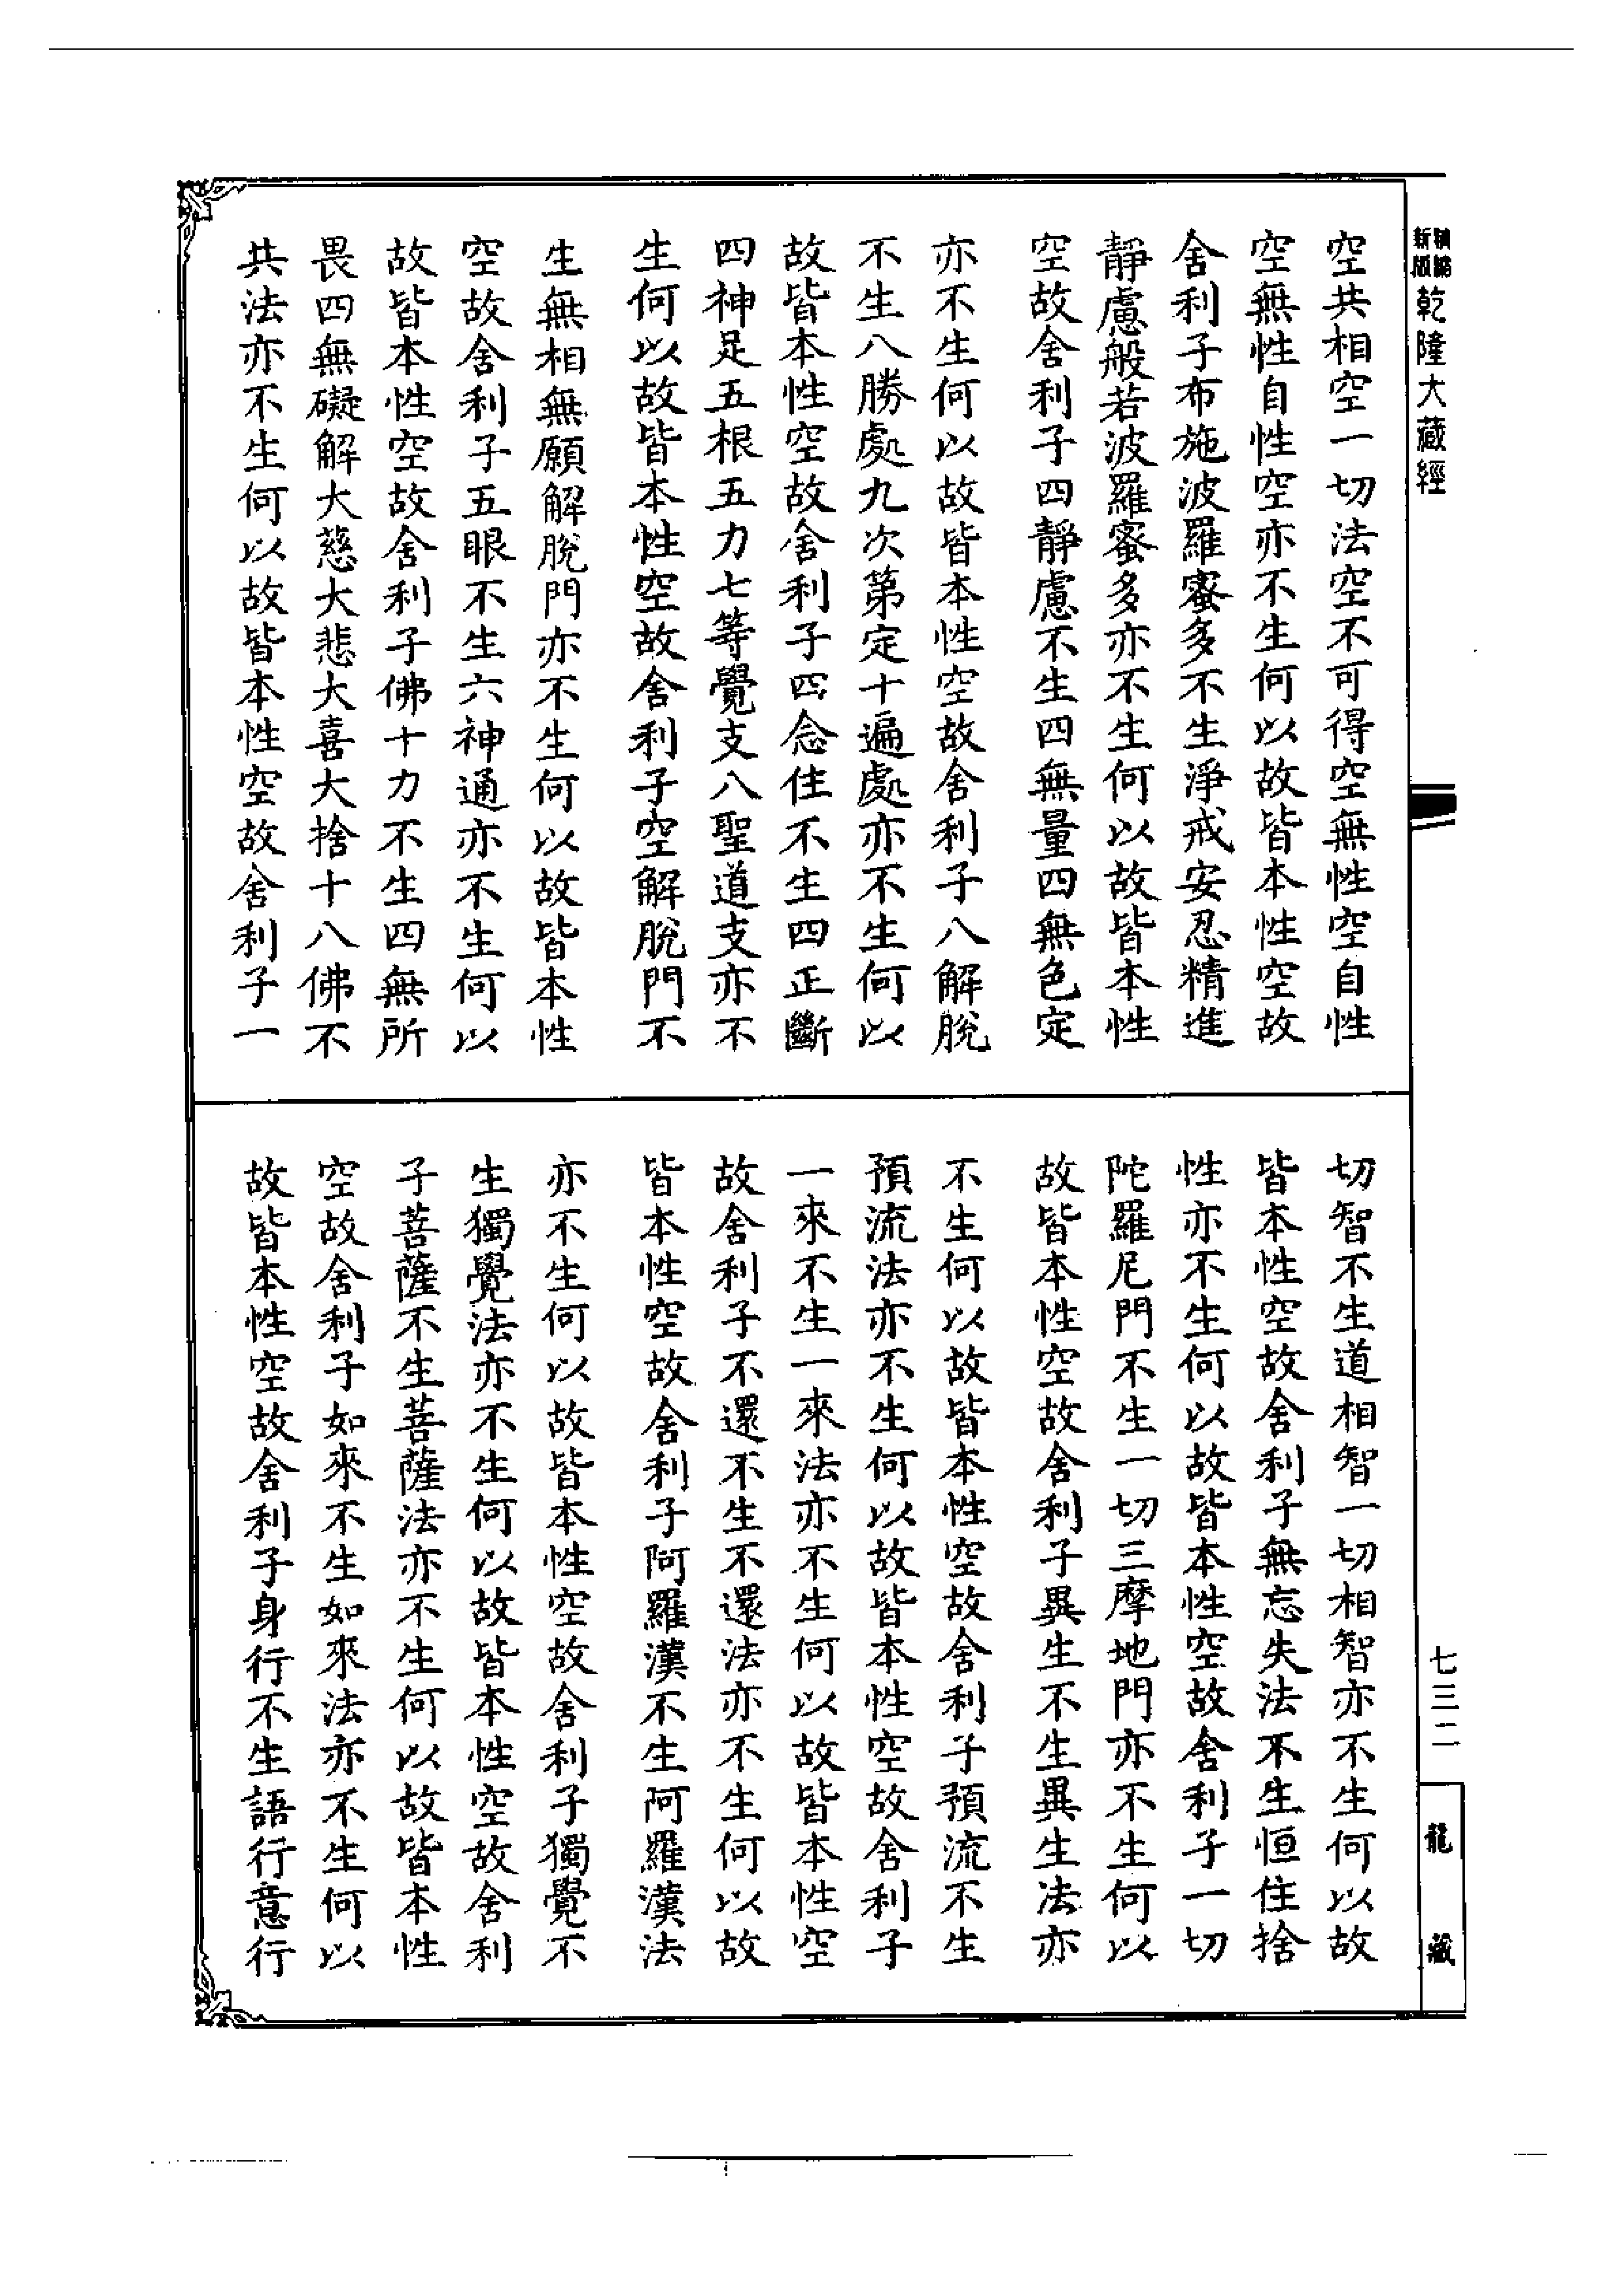 新版
精縮
乾隆大藏經
空共相空一切法空不可得空無性空自性
空無性自性空亦不生何以故皆本性空故
舍利子布施波羅蜜多不生淨戒安忍精進
靜慮般若波羅蜜多亦不生何以故皆本性
空故舍利子四靜慮不生四無量四無色定
亦不生何以故皆本性空故舍利子八解脫
不生八勝處九次第定十遍處亦不生何以
故皆本性空故舍利子四念住不生四正斷
四神足五根五力七等覺支八聖道支亦不
生何以故皆本性空故舍利子空解脫門不
生無相無願解脫門亦不生何以故皆本性
空故舍利子五眼不生六神通亦不生何以
故皆本性空故舍利子佛十力不生四無所
畏四無礙解大慈大悲大喜大捨十八佛不
共法亦不生何以故皆本性空故舍利子一
切智不生道相智一切相智亦不生何以故
皆本性空故舍利子無忘失法不生恒住捨
性亦不生何以故皆本性空故舍利子一切
陀羅尼門不生一切三摩地門亦不生何以
故皆本性空故舍利子異生不生異生法亦
不生何以故皆本性空故舍利子預流不生
預流法亦不生何以故皆本性空故舍利子
一來不生一來法亦不生何以故皆本性空
故舍利子不還不生不還法亦不生何以故
皆本性空故舍利子阿羅漢不生阿羅漢法
亦不生何以故皆本性空故舍利子獨覺不
生獨覺法亦不生何以故皆本性空故舍利
子菩薩不生菩薩法亦不生何以故皆本性
空故舍利子如來不生如來法亦不生何以
故皆本性空故舍利子身行不生語行意行
七三二
龍藏